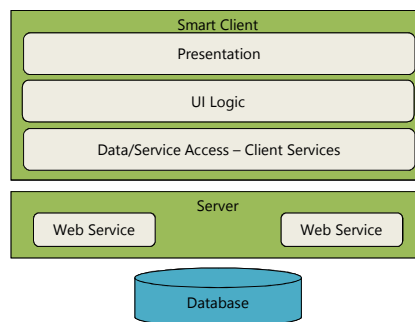 Smart Client
Presentation
UI Logic
Data/Service Access – Client Services
Server
Web Service
Web Service
Database